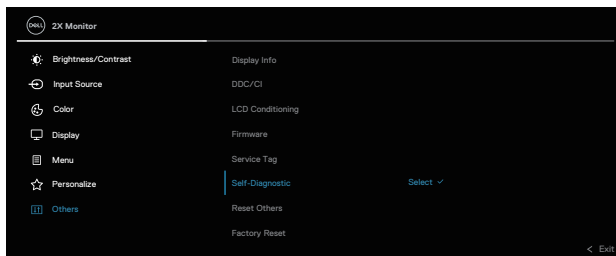 DELL 2X Monitor
Brightness/Contrast
Input Source
Color
Display
Menu
Personalize
Others
Display Info
DDC/CI
LCD Conditioning
Firmware
Service Tag
Self-Diagnostic Select ✓
Reset Others
Factory Reset
< Exit